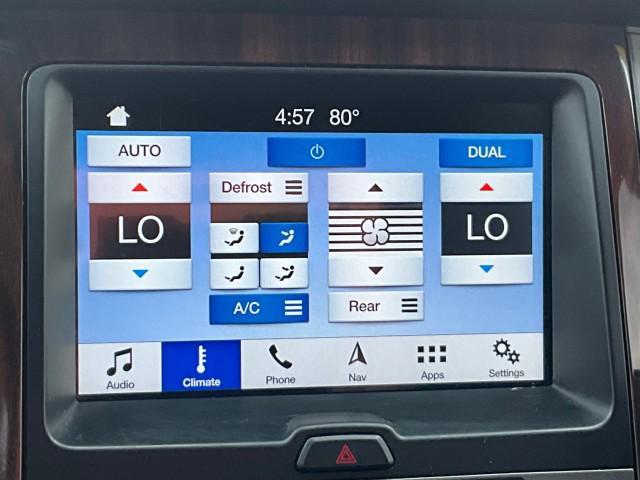 4:57 80°
AUTO
DUAL
Defrost
LO
LO
A/C
Rear
Audio
Climate
Phone
Nav
Apps
Settings